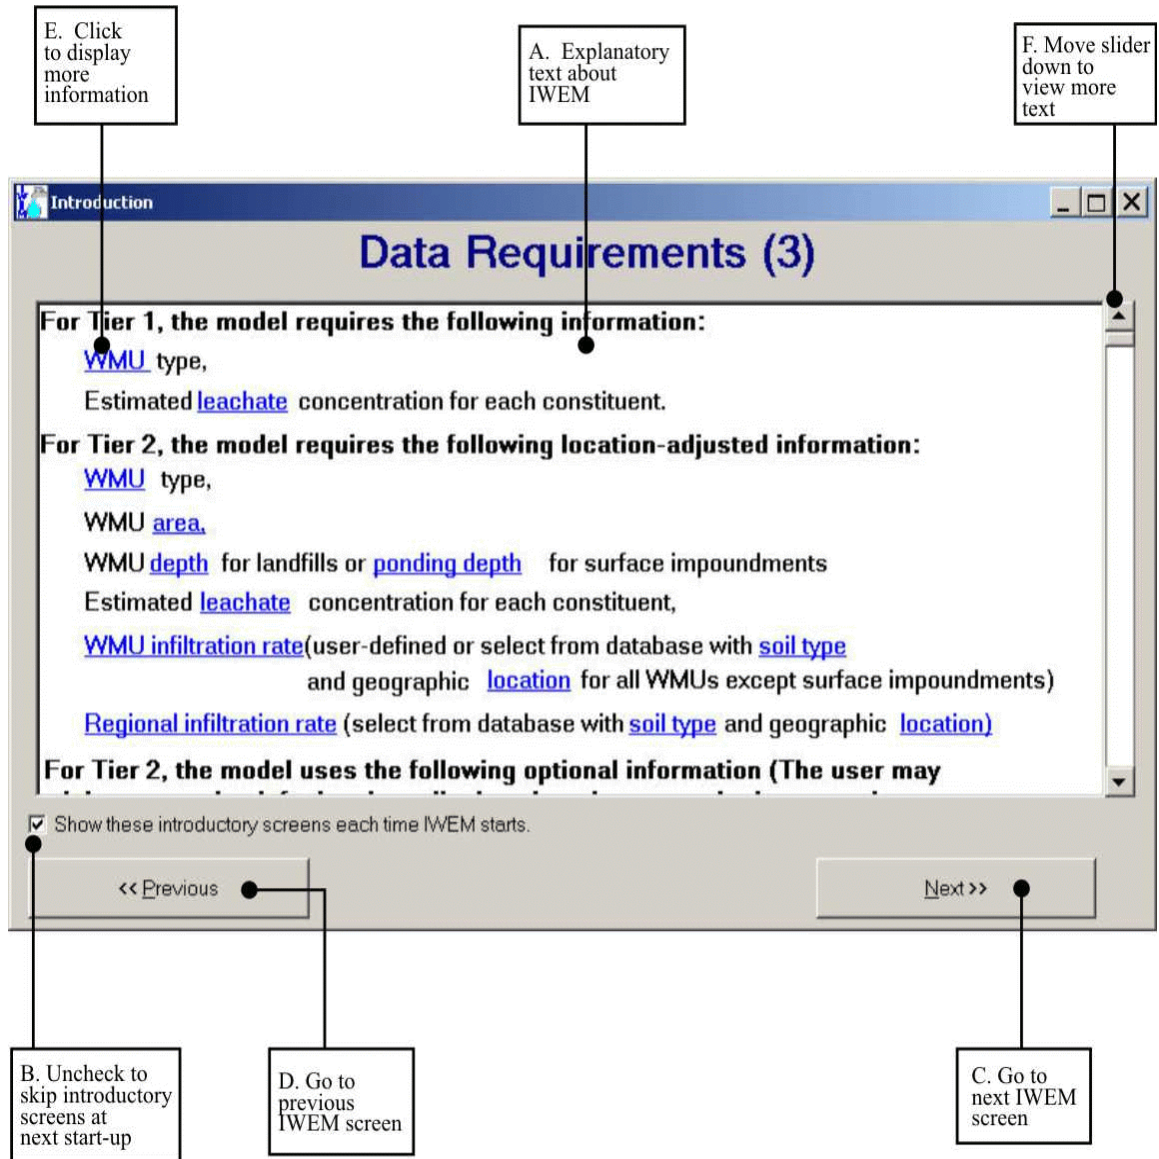 E. Click
to display
more
information
A. Explanatory
text about
IWEM
F. Move slider
down to
view more
text
Introduction
Data Requirements (3)
For Tier 1, the model requires the following information:
WMU type,
Estimated leachate concentration for each constituent.
For Tier 2, the model requires the following location-adjusted information:
WMU type,
WMU area,
WMU depth for landfills or ponding depth for surface impoundments
Estimated leachate concentration for each constituent,
WMU infiltration rate(user-defined or select from database with soil type
and geographic location for all WMUs except surface impoundments)
Regional infiltration rate (select from database with soil type and geographic location)
For Tier 2, the model uses the following optional information (The user may
Show these introductory screens each time IWEM starts.
<< Previous
Next >>
B. Uncheck to
skip introductory
screens at
next start-up
D. Go to
previous
IWEM screen
C. Go to
next IWEM
screen